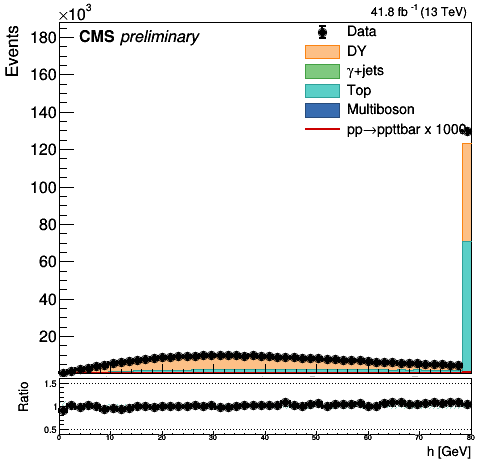 ×10³
41.8 fb⁻¹ (13 TeV)
CMS preliminary
Events
180
160
140
120
100
80
60
40
20
Data
DY
γ+jets
Top
Multiboson
pp→ppttbar x 1000
Ratio
1.5
1
0.5
0 10 20 30 40 50 60 70 80
h [GeV]